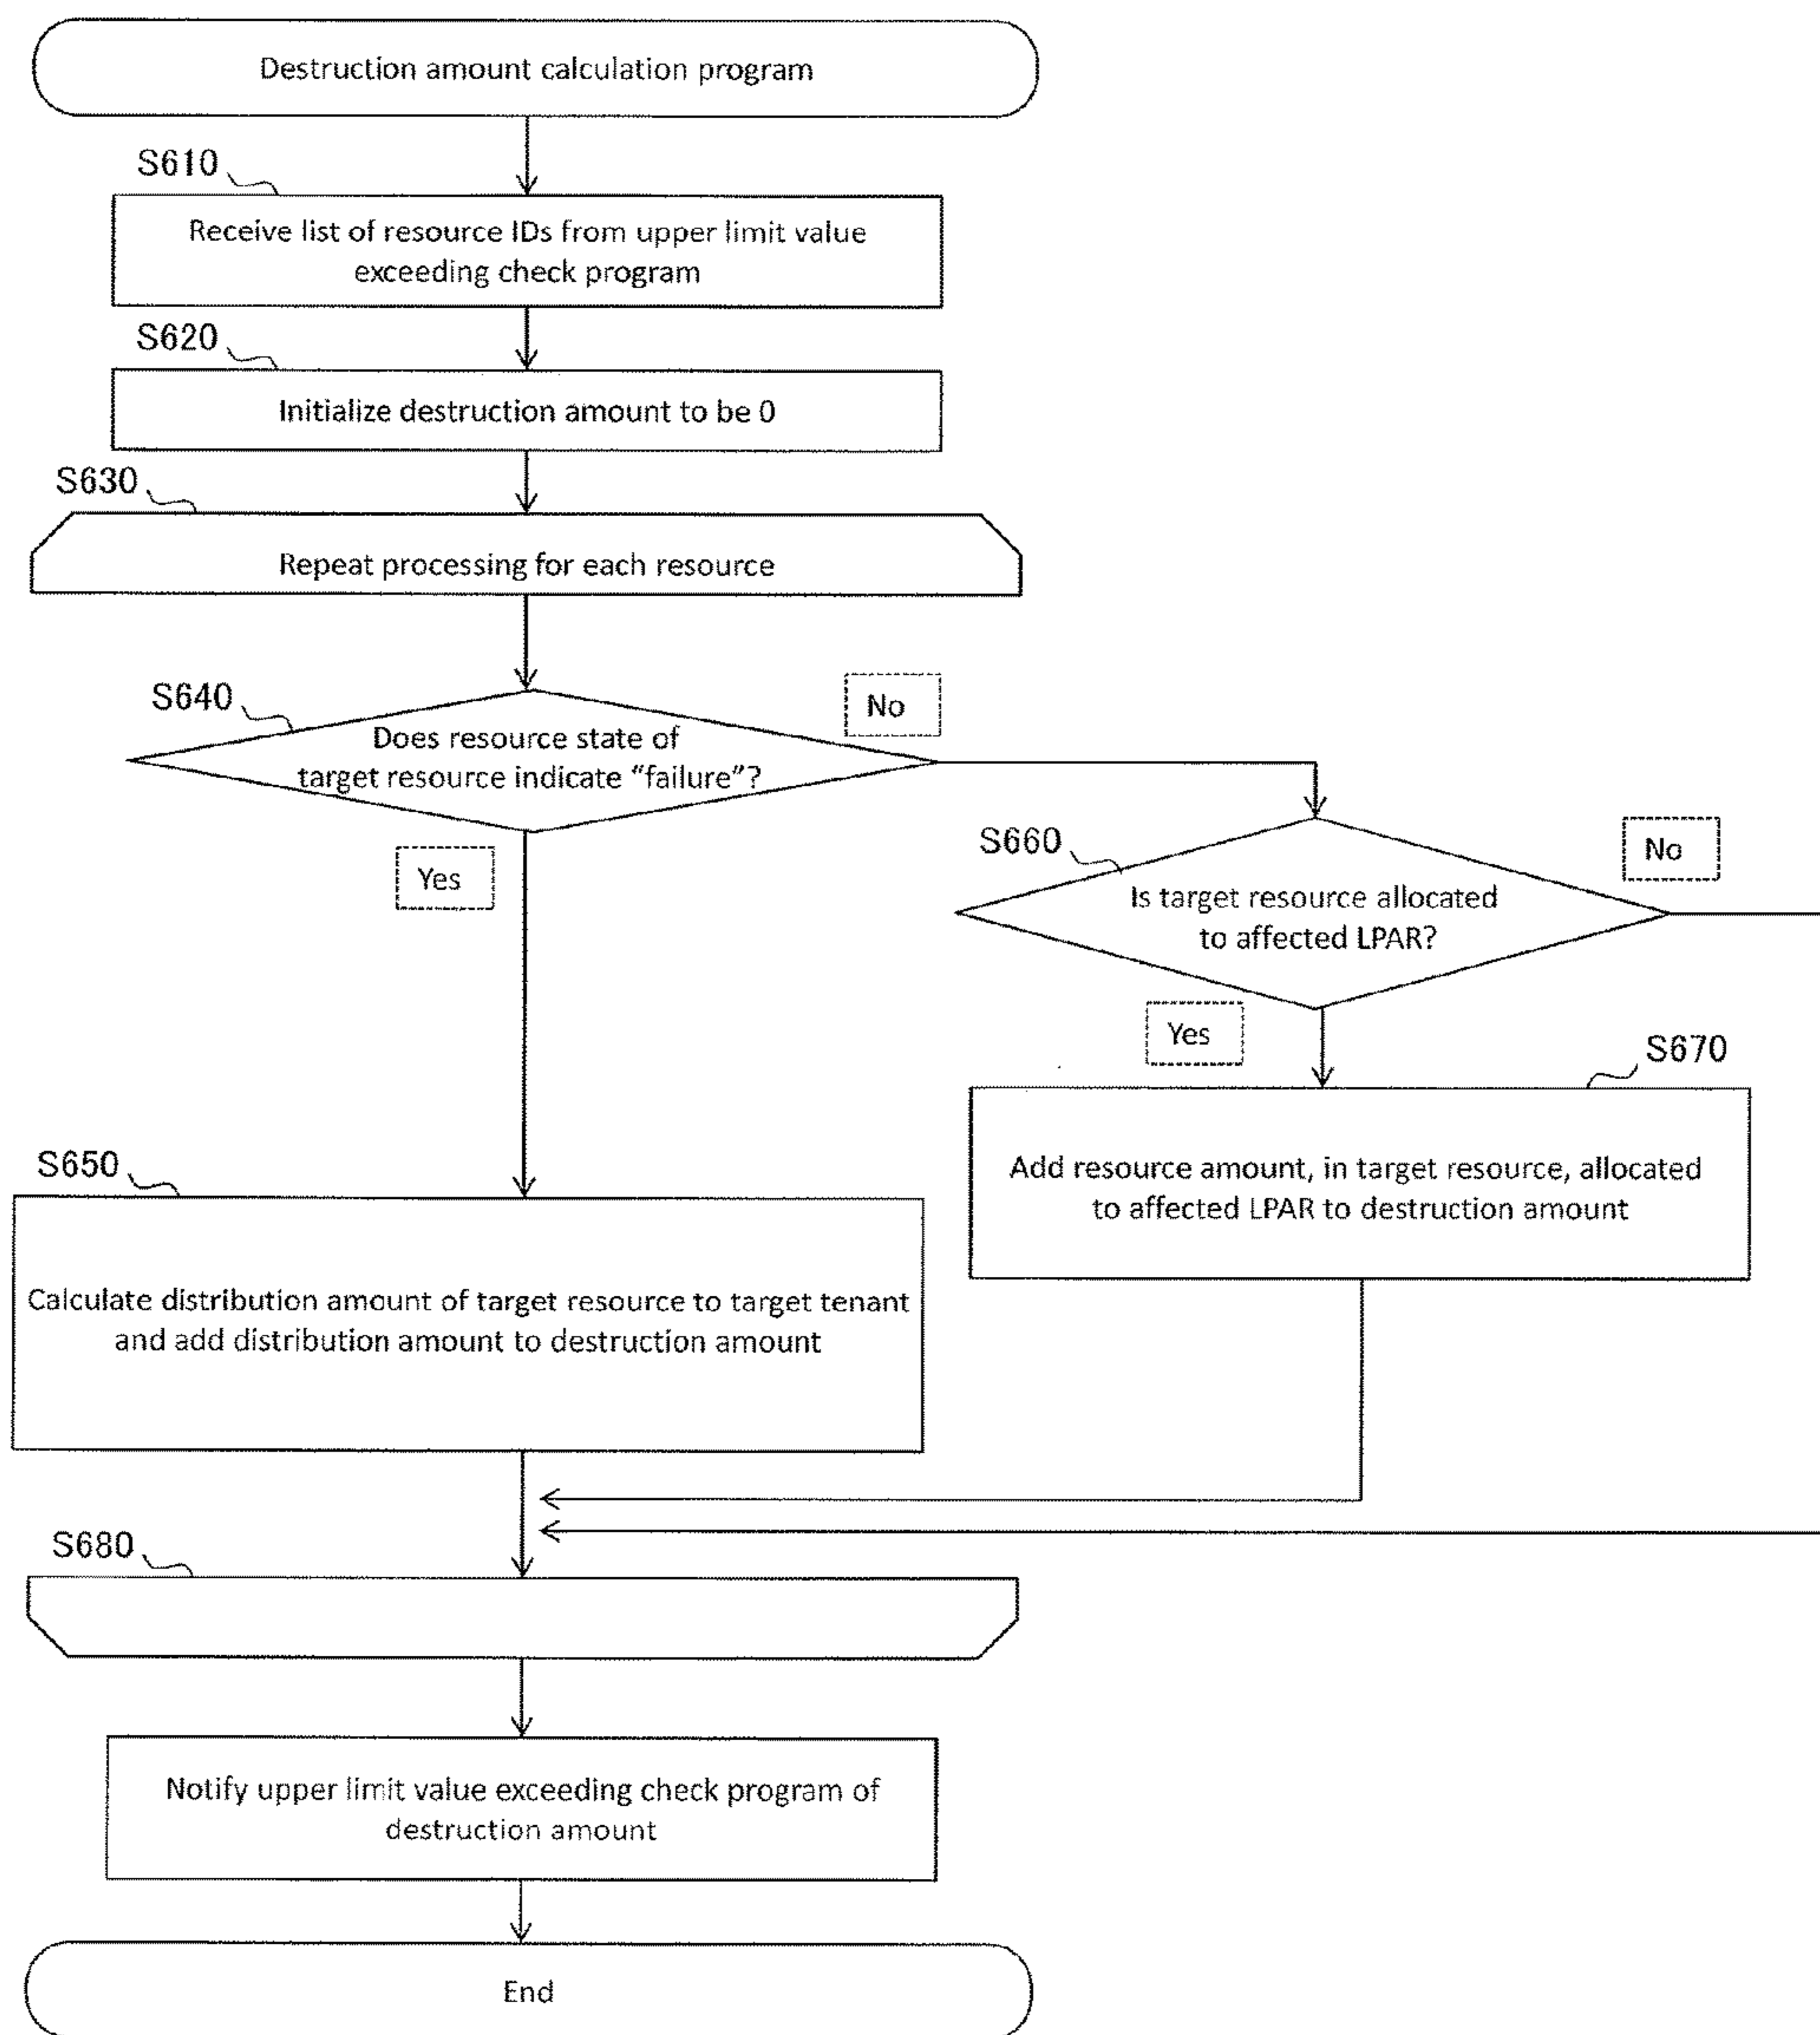 Destruction amount calculation program
S610
Receive list of resource IDs from upper limit value
exceeding check program
S620
Initialize destruction amount to be 0
S630
Repeat processing for each resource
S640
Does resource state of
target resource indicate “failure”?
No
Yes
S660
Is target resource allocated
to affected LPAR?
No
Yes
S670
Add resource amount, in target resource, allocated
to affected LPAR to destruction amount
S650
Calculate distribution amount of target resource to target tenant
and add distribution amount to destruction amount
S680
Notify upper limit value exceeding check program of
destruction amount
End